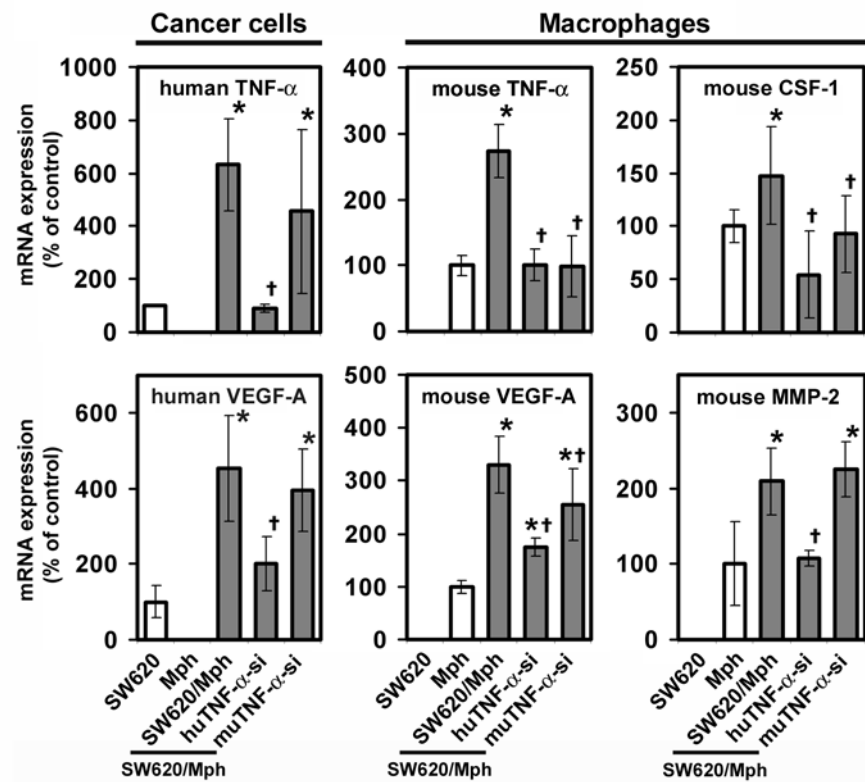 Cancer cells
Macrophages
1000
800
600
400
200
0
human TNF-α
*
†
*
400
300
200
100
0
mouse TNF-α
*
†
†
250
200
150
100
50
0
mouse CSF-1
*
†
†
mRNA expression
(% of control)
600
400
200
0
human VEGF-A
*
†
*
500
400
300
200
100
0
mouse VEGF-A
*
*†
*†
300
200
100
0
mouse MMP-2
*
†
*
mRNA expression
(% of control)
SW620
Mph
SW620/Mph
huTNF-α-si
muTNF-α-si
SW620/Mph
SW620
Mph
SW620/Mph
huTNF-α-si
muTNF-α-si
SW620/Mph
SW620
Mph
SW620/Mph
huTNF-α-si
muTNF-α-si
SW620/Mph